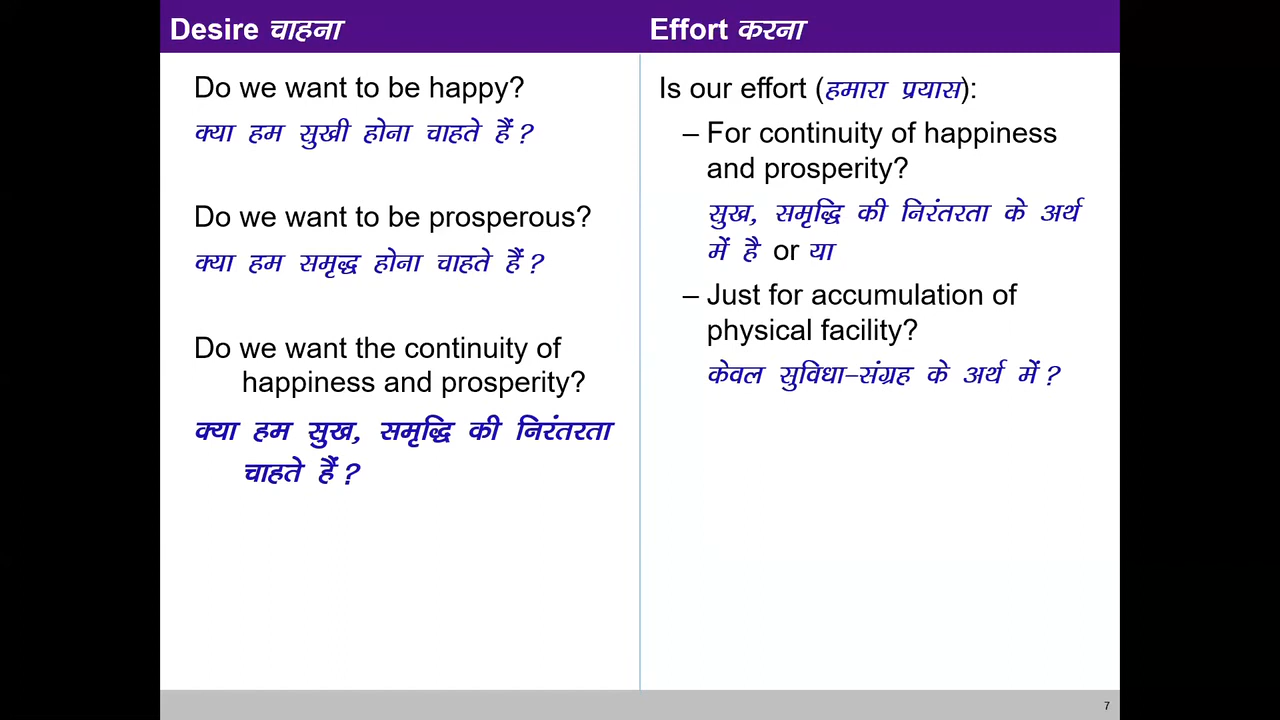 Desire चाहना
Do we want to be happy?
क्या हम सुखी होना चाहते हैं ?
Do we want to be prosperous?
क्या हम समृद्ध होना चाहते हैं ?
Do we want the continuity of
happiness and prosperity?
क्या हम सुख, समृद्धि की निरंतरता
चाहते हैं ?
Effort करना
Is our effort (हमारा प्रयास):
– For continuity of happiness
and prosperity?
सुख, समृद्धि की निरंतरता के अर्थ
में है or या
– Just for accumulation of
physical facility?
केवल सुविधा–संग्रह के अर्थ में ?
7